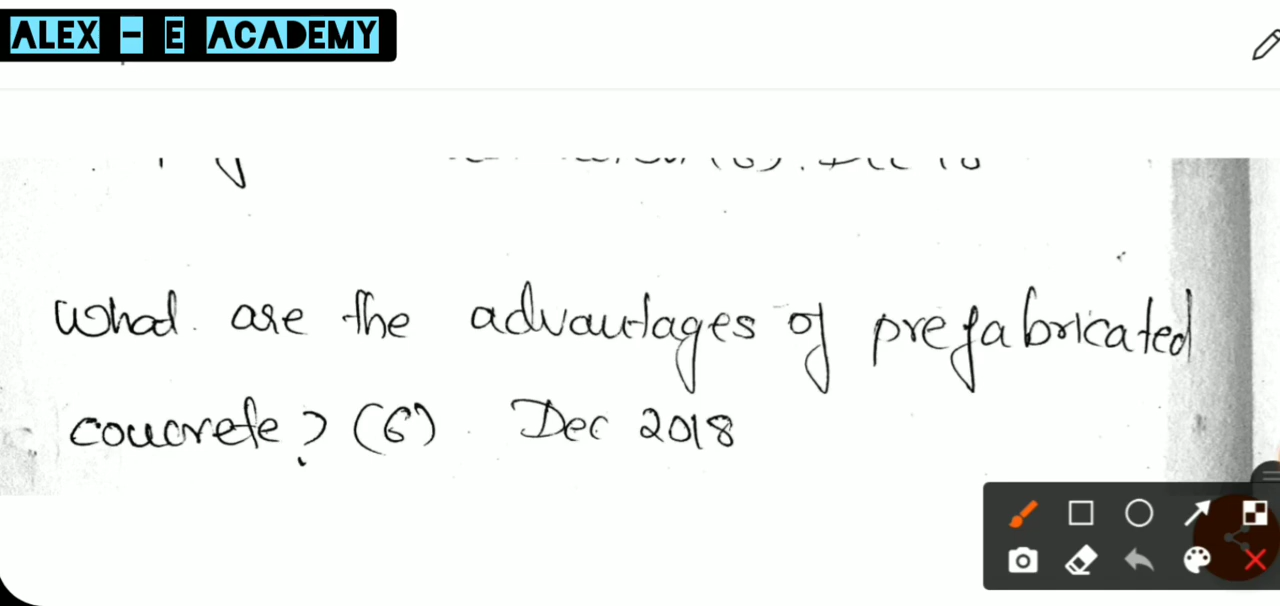 ALEX - E ACADEMY
What are the advantages of prefabricated
concrete? (6) Dec 2018